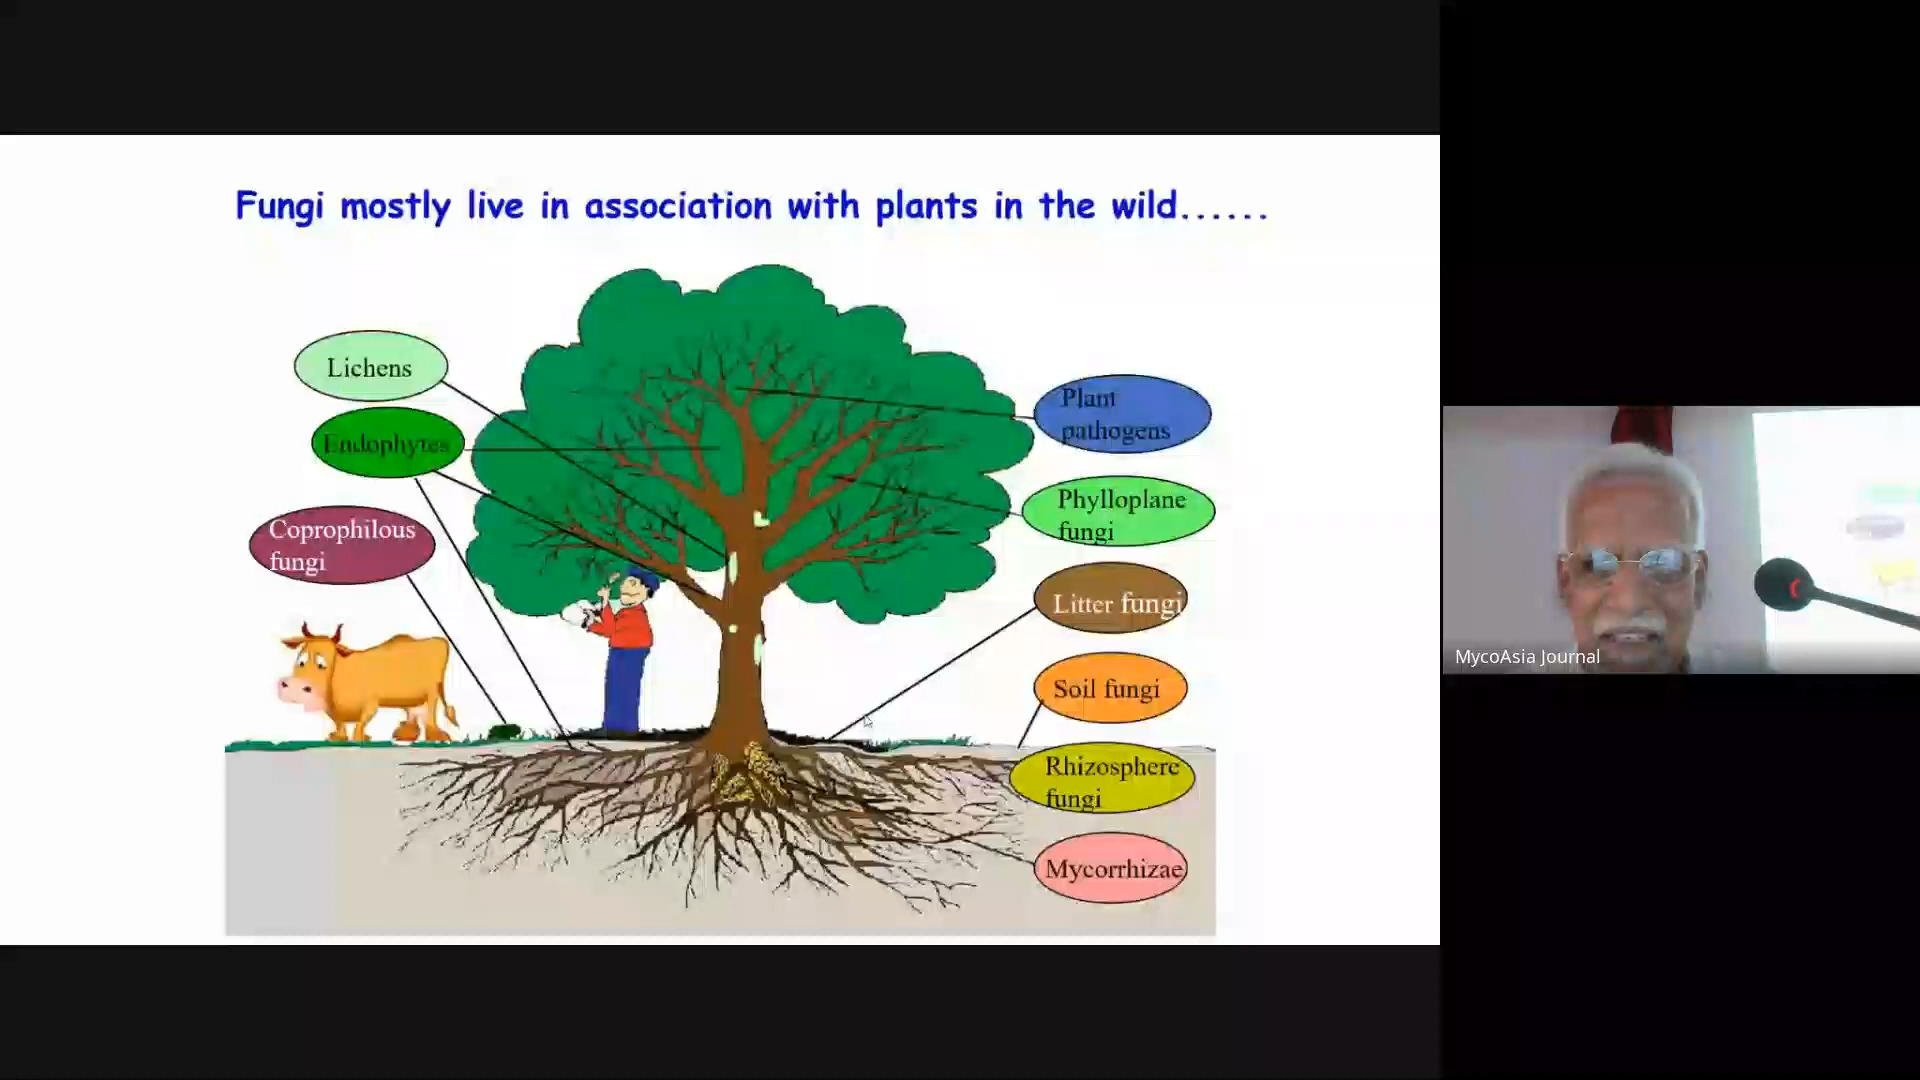 Fungi mostly live in association with plants in the wild......
Lichens
Endophytes
Coprophilous
fungi
Plant
pathogens
Phylloplane
fungi
Litter fungi
Soil fungi
Rhizosphere
fungi
Mycorrhizae
MycoAsia Journal